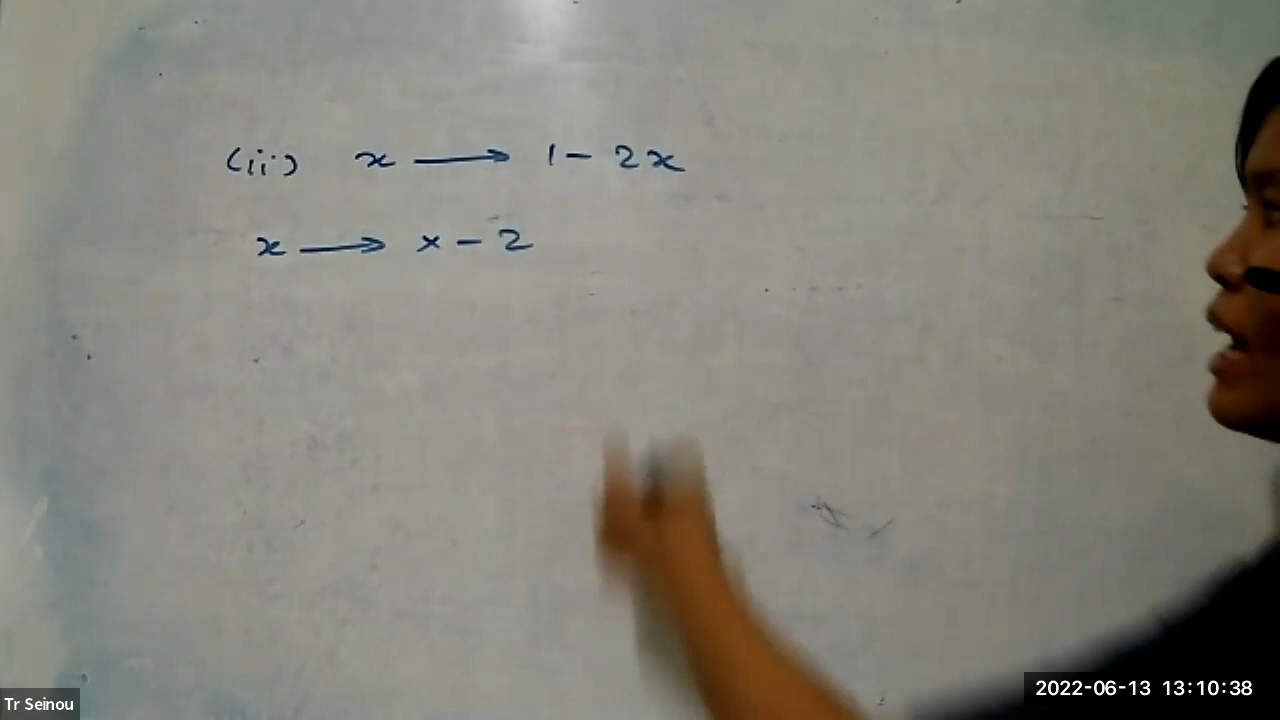 (ii) x → 1 - 2x
x → x - 2
Tr Seinou
2022-06-13 13:10:38